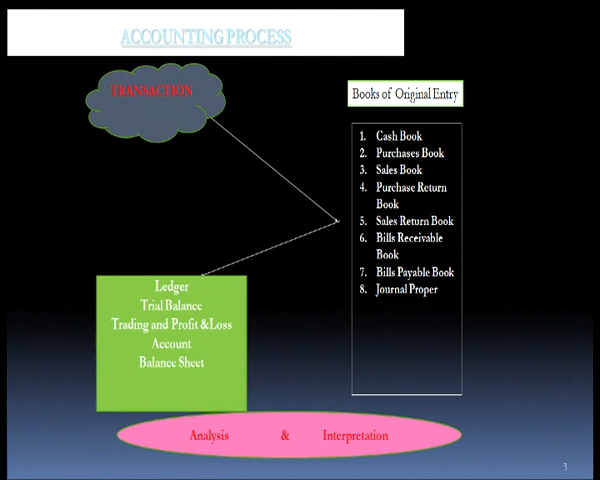 ACCOUNTING PROCESS
TRANSACTION
Books of Original Entry
1. Cash Book
2. Purchases Book
3. Sales Book
4. Purchase Return
Book
5. Sales Return Book
6. Bills Receivable
Book
7. Bills Payable Book
8. Journal Proper
Ledger
Trial Balance
Trading and Profit &Loss
Account
Balance Sheet
Analysis & Interpretation
3